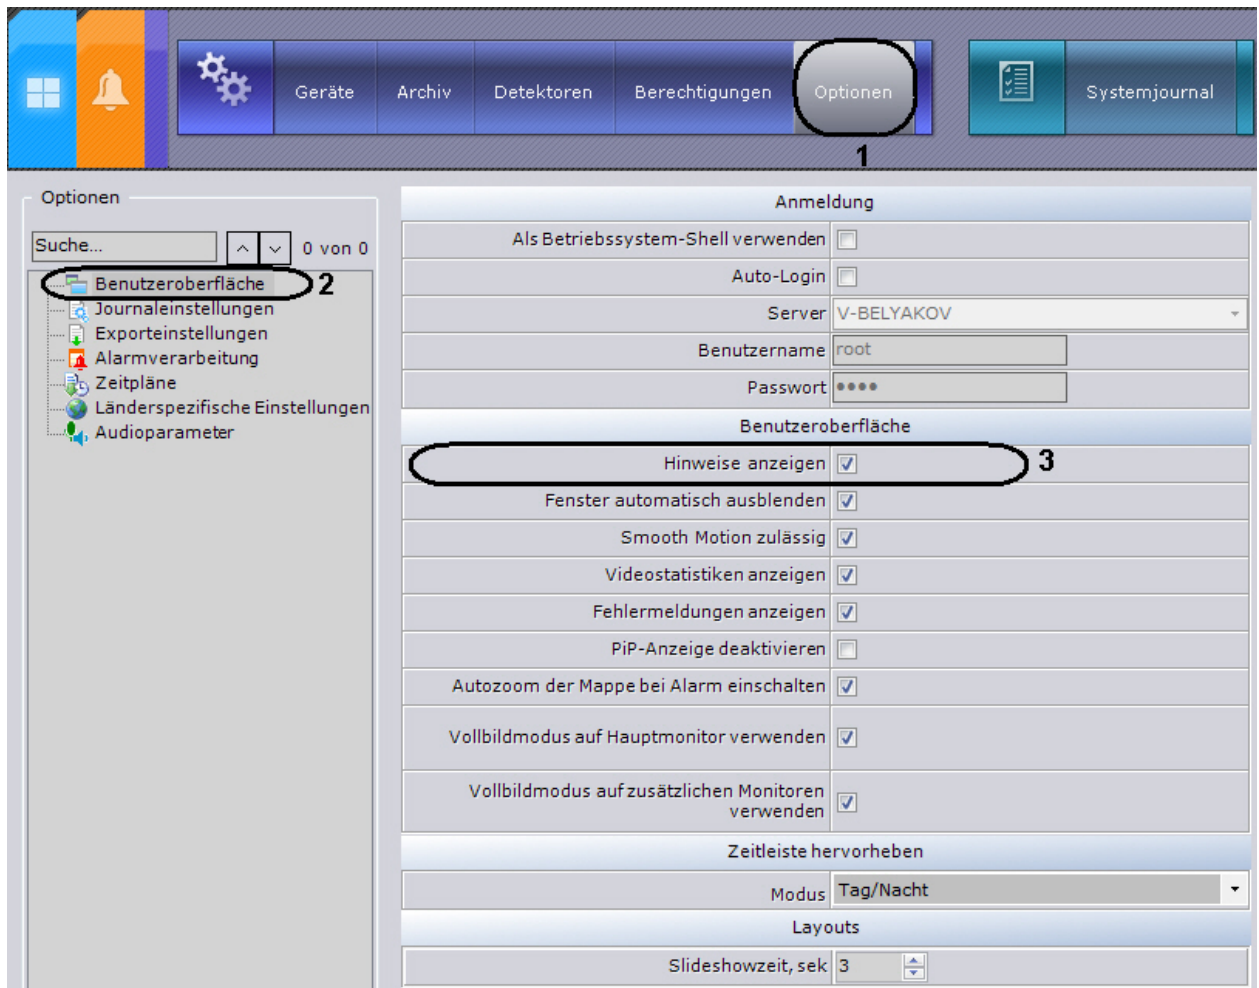 Geräte
Archiv
Detektoren
Berechtigungen
Optionen
Systemjournal
1
Optionen
Suche...
0 von 0
Benutzeroberfläche
2
Journaleinstellungen
Exporteinstellungen
Alarmverarbeitung
Zeitpläne
Länderspezifische Einstellungen
Audioparameter
Anmeldung
Als Betriebssystem-Shell verwenden
Auto-Login
Server V-BELYAKOV
Benutzername root
Passwort ●●●●
Benutzeroberfläche
Hinweise anzeigen
3
Fenster automatisch ausblenden
Smooth Motion zulässig
Videostatistiken anzeigen
Fehlermeldungen anzeigen
PiP-Anzeige deaktivieren
Autozoom der Mappe bei Alarm einschalten
Vollbildmodus auf Hauptmonitor verwenden
Vollbildmodus auf zusätzlichen Monitoren
verwenden
Zeitleiste hervorheben
Modus Tag/Nacht
Layouts
Slideshowzeit, sek 3